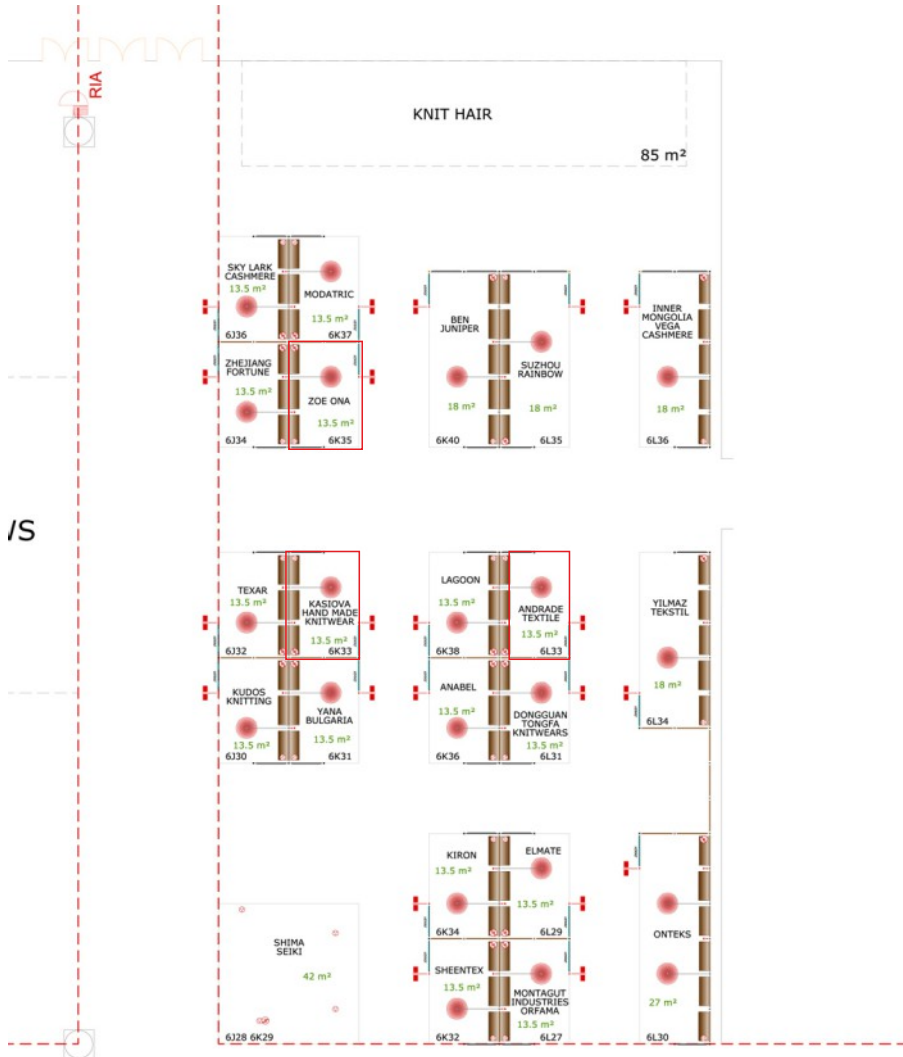 RIA
KNIT HAIR
85 m²
SKY LARK
CASHMERE
13.5 m²
6J36
MODATRIC
13.5 m²
6K37
ZHEJIANG
FORTUNE
13.5 m²
6J34
ZOE ONA
13.5 m²
6K35
BEN
JUNIPER
18 m²
6K40
SUZHOU
RAINBOW
18 m²
6L35
INNER
MONGOLIA
VEGA
CASHMERE
18 m²
6L36
WS
TEXAR
13.5 m²
6J32
KASIOVA
HAND MADE
KNITWEAR
13.5 m²
6K33
LAGOON
13.5 m²
6K38
ANDRADE
TEXTILE
13.5 m²
6L33
YILMAZ
TEKSTIL
18 m²
6L34
KUDOS
KNITTING
13.5 m²
6J30
YANA
BULGARIA
13.5 m²
6K31
ANABEL
13.5 m²
6K36
DONGGUAN
TONGFA
KNITWEARS
13.5 m²
6L31
KIRON
13.5 m²
6K34
ELMATE
13.5 m²
6L29
SHIMA
SEIKI
42 m²
6J28 6K29
SHEENTEX
13.5 m²
6K32
MONTAGUT
INDUSTRIES
ORFAMA
13.5 m²
6L27
ONTEKS
27 m²
6L30